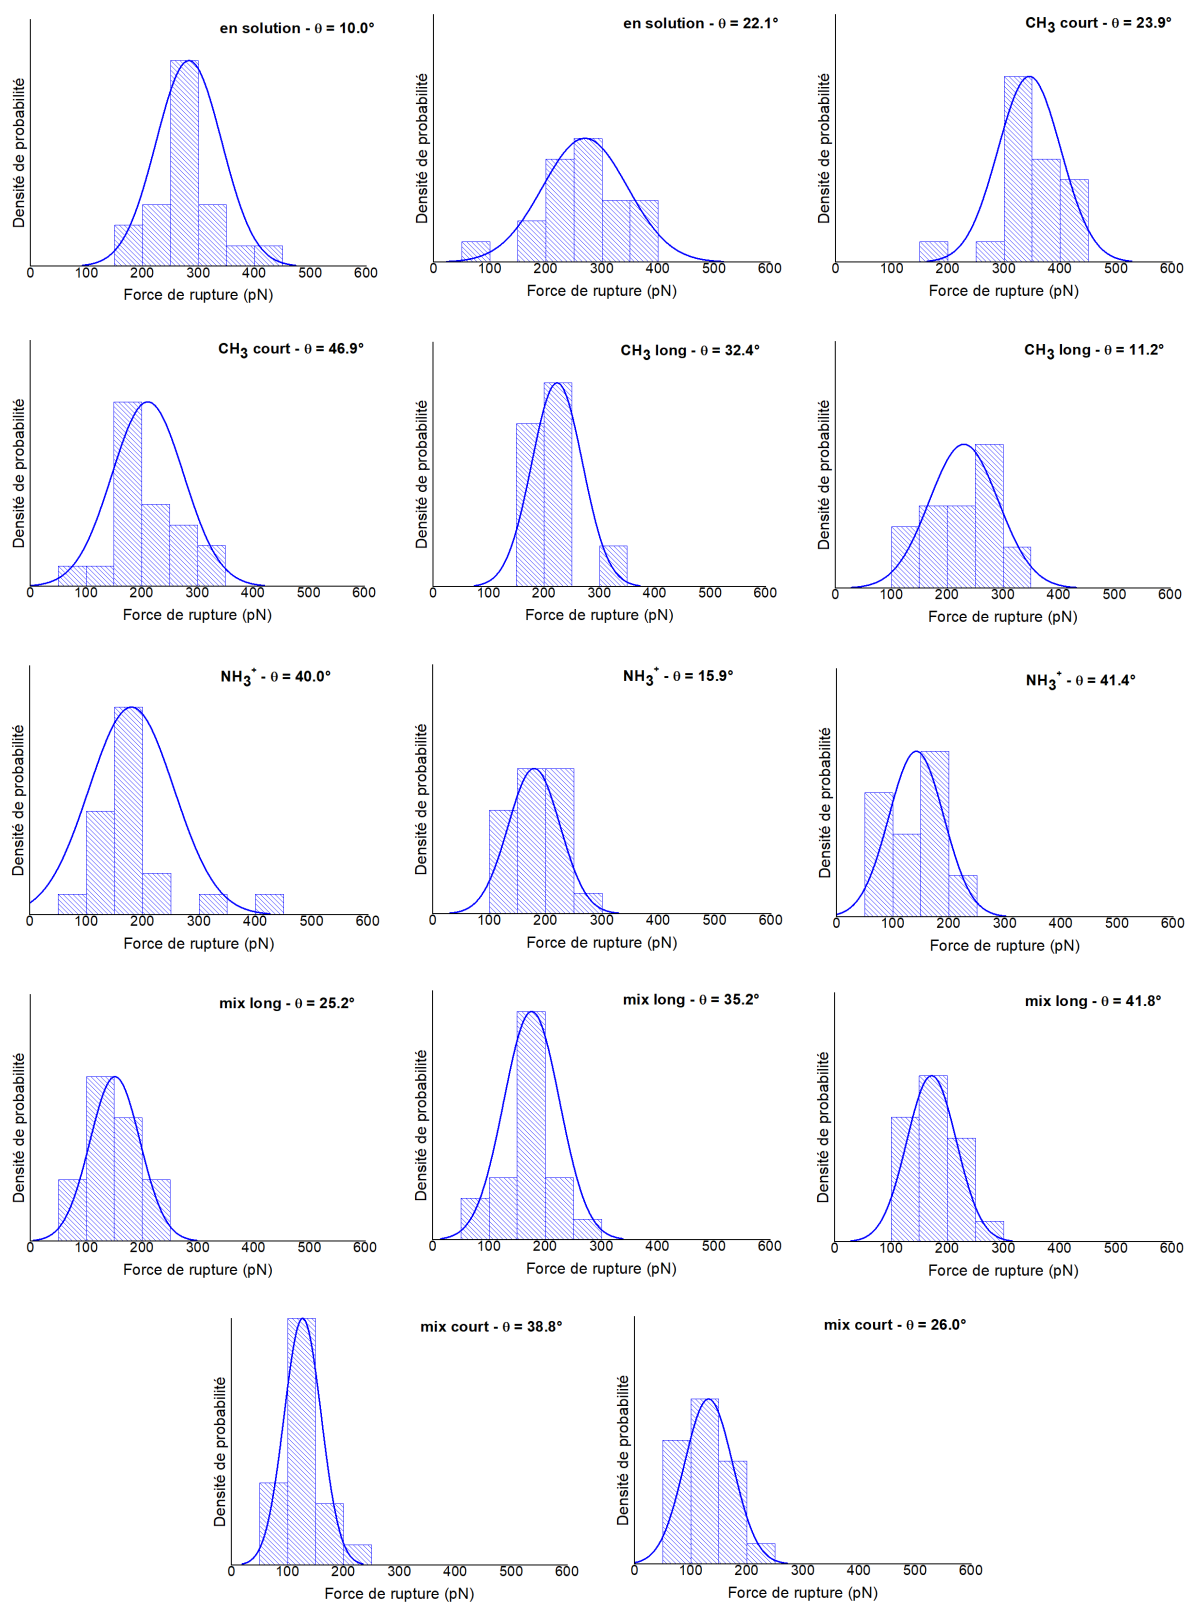 en solution - θ = 10.0°
Densité de probabilité
0 100 200 300 400 500 600
Force de rupture (pN)
en solution - θ = 22.1°
Densité de probabilité
0 100 200 300 400 500 600
Force de rupture (pN)
CH3 court - θ = 23.9°
Densité de probabilité
0 100 200 300 400 500 600
Force de rupture (pN)
CH3 court - θ = 46.9°
Densité de probabilité
0 100 200 300 400 500 600
Force de rupture (pN)
CH3 long - θ = 32.4°
Densité de probabilité
0 100 200 300 400 500 600
Force de rupture (pN)
CH3 long - θ = 11.2°
Densité de probabilité
0 100 200 300 400 500 600
Force de rupture (pN)
NH3+ - θ = 40.0°
Densité de probabilité
0 100 200 300 400 500 600
Force de rupture (pN)
NH3+ - θ = 15.9°
Densité de probabilité
0 100 200 300 400 500 600
Force de rupture (pN)
NH3+ - θ = 41.4°
Densité de probabilité
0 100 200 300 400 500 600
Force de rupture (pN)
mix long - θ = 25.2°
Densité de probabilité
0 100 200 300 400 500 600
Force de rupture (pN)
mix long - θ = 35.2°
Densité de probabilité
0 100 200 300 400 500 600
Force de rupture (pN)
mix long - θ = 41.8°
Densité de probabilité
0 100 200 300 400 500 600
Force de rupture (pN)
mix court - θ = 38.8°
Densité de probabilité
0 100 200 300 400 500 600
Force de rupture (pN)
mix court - θ = 26.0°
Densité de probabilité
0 100 200 300 400 500 600
Force de rupture (pN)